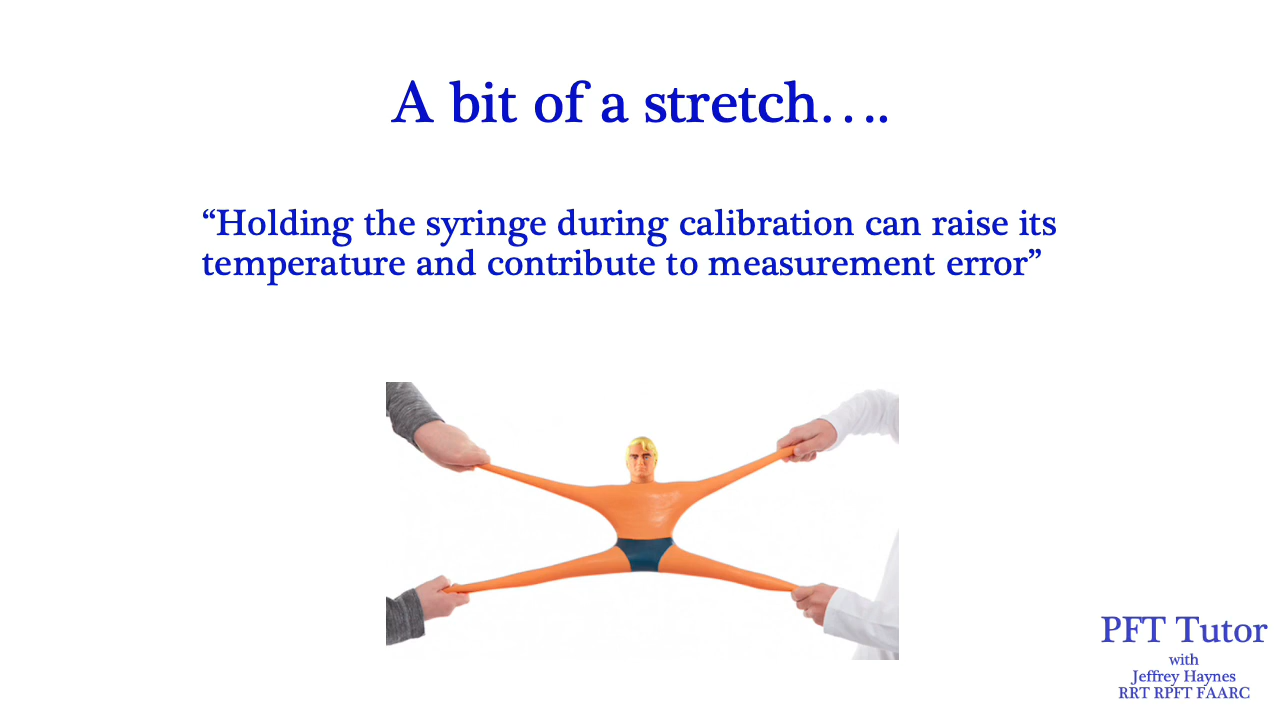 A bit of a stretch….
“Holding the syringe during calibration can raise its
temperature and contribute to measurement error”
PFT Tutor
with
Jeffrey Haynes
RRT RPFT FAARC